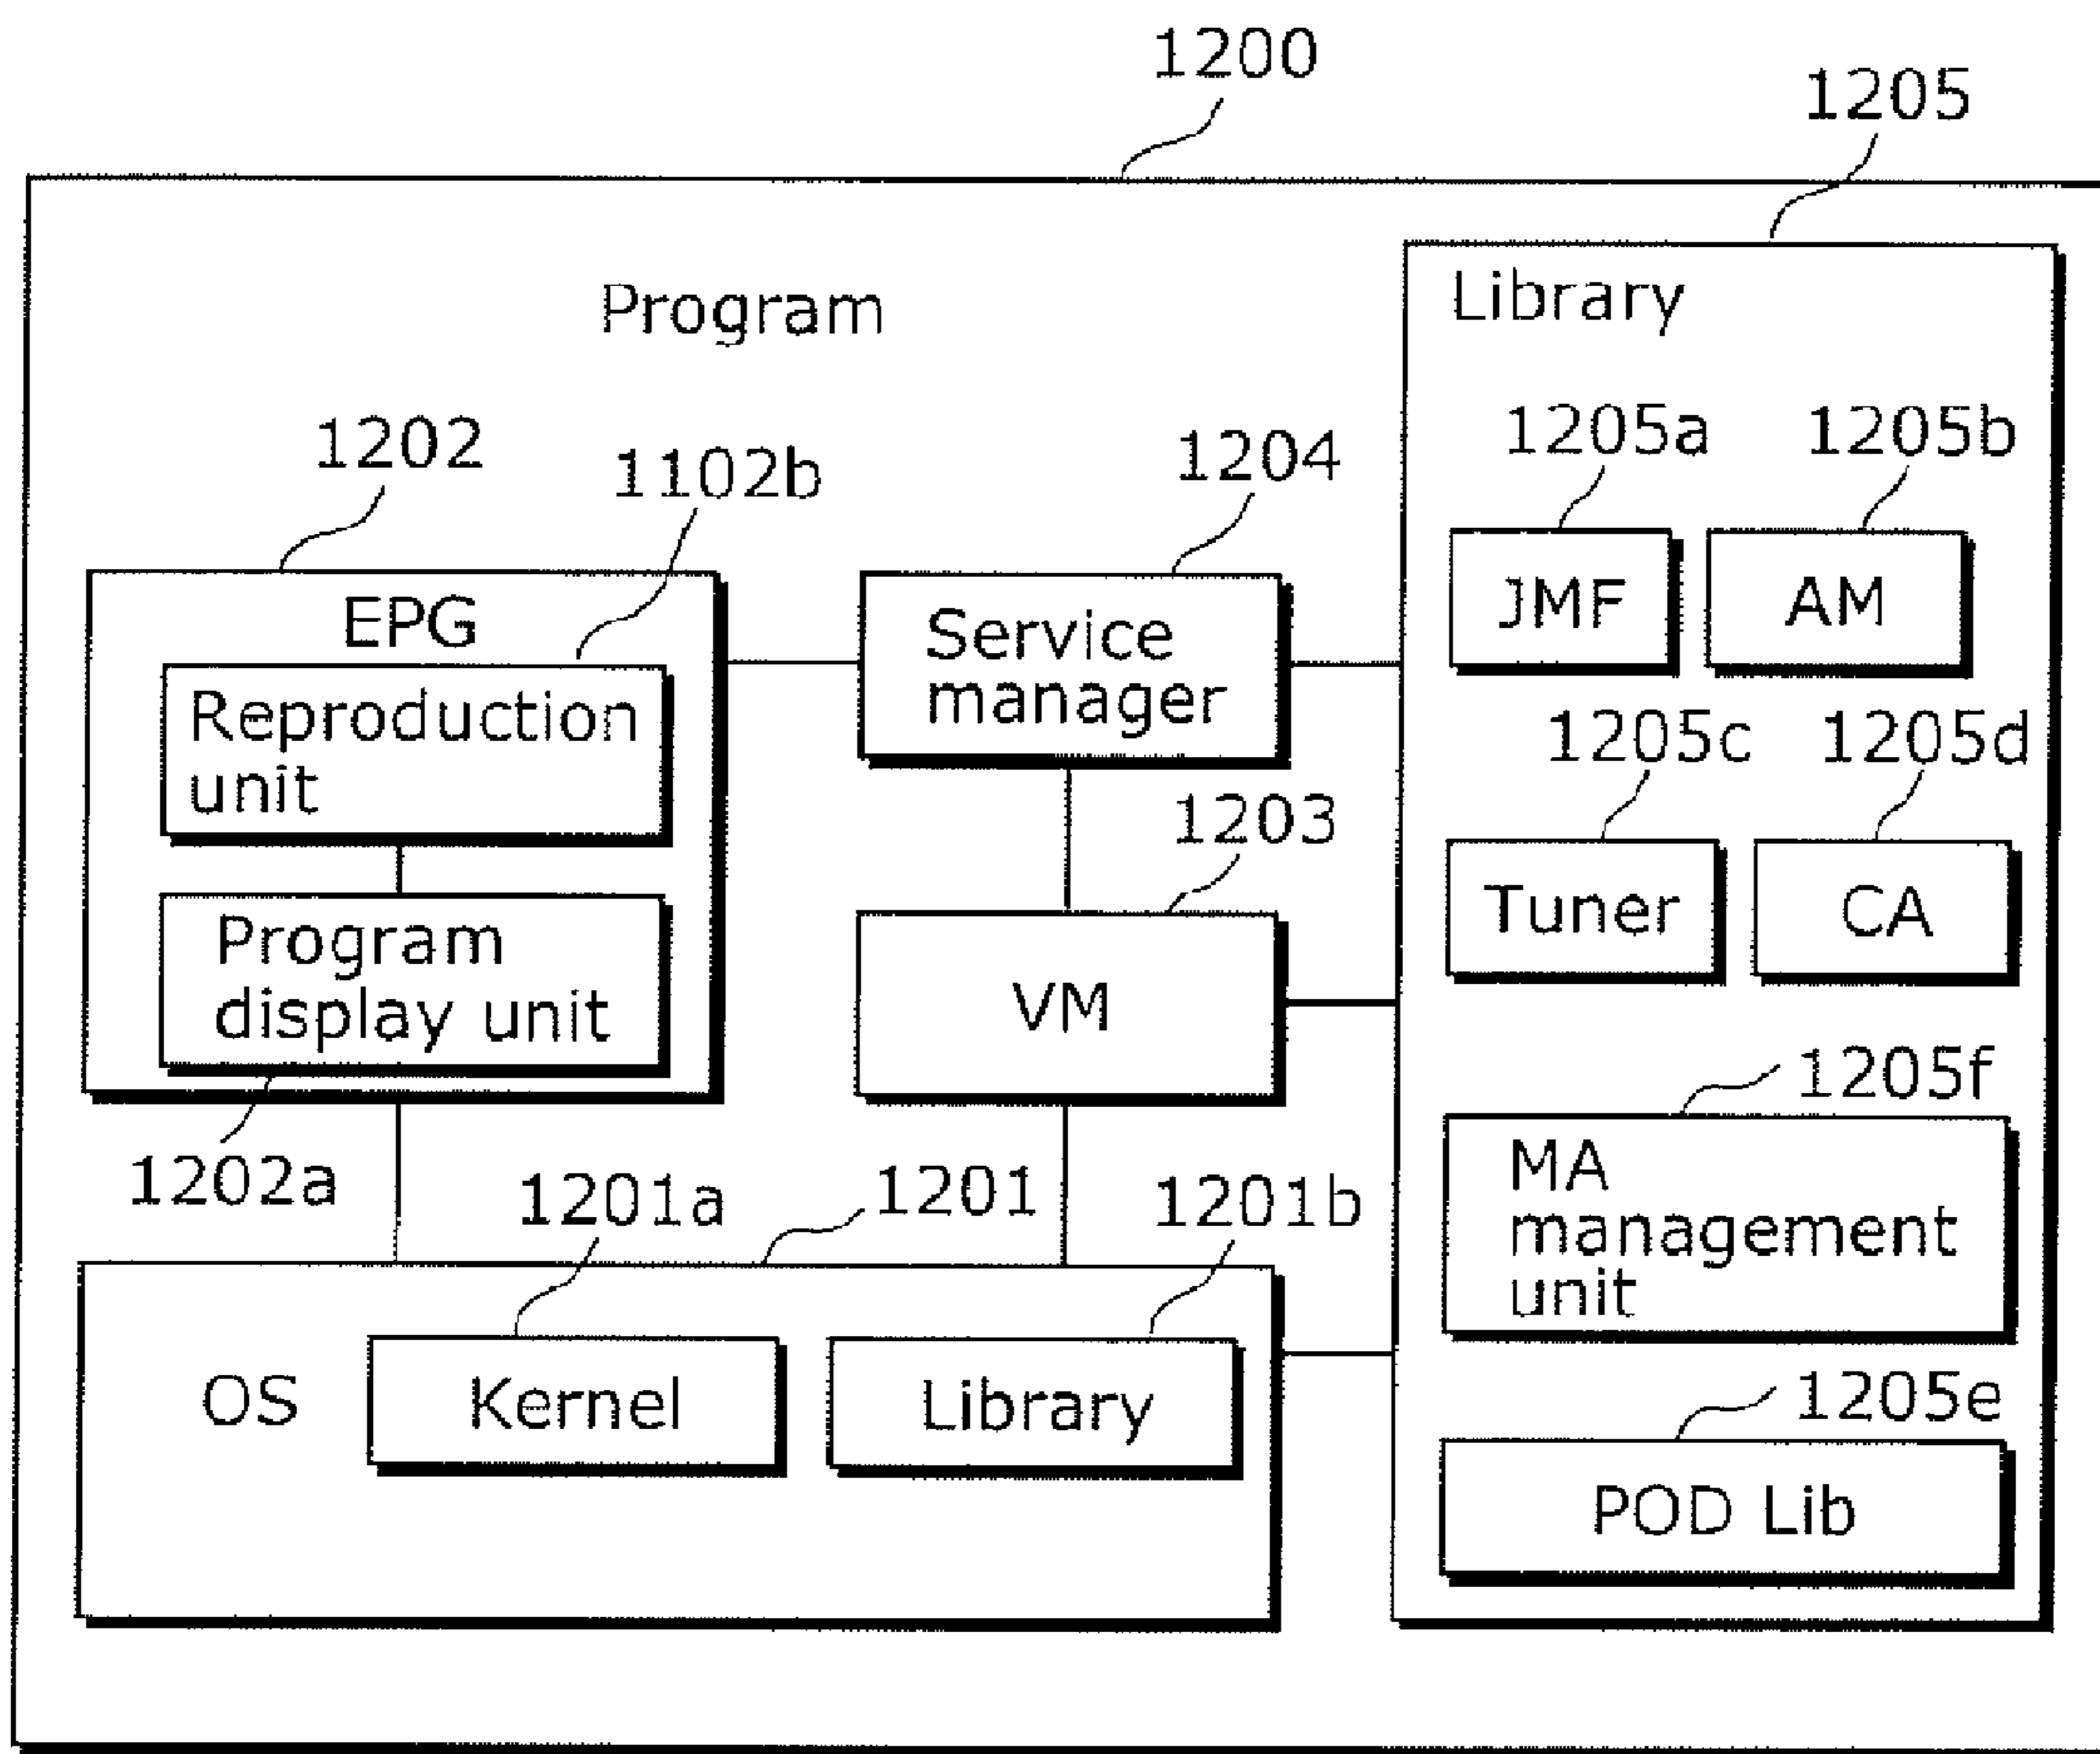 1200
1205
Program
Library
1202
1102b
1204
1205a
1205b
EPG
Reproduction
unit
Service
manager
JMF
AM
1205c
1205d
1203
Program
display unit
VM
Tuner
CA
1202a
1201a
1201
1201b
1205f
MA
management
unit
OS
Kernel
Library
1205e
POD Lib